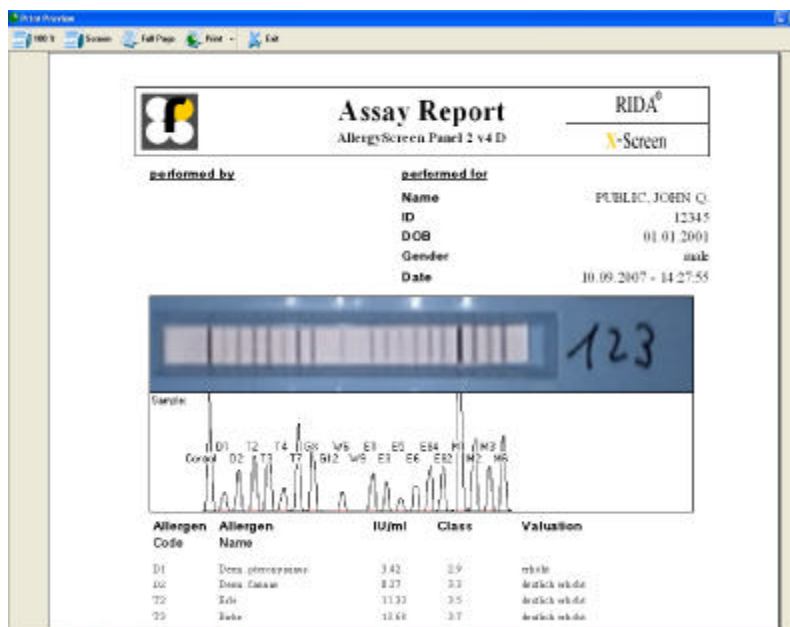 Print Preview
100 % Screen Full Page Print Exit
Assay Report
AllergyScreen Panel 2 v4 D
RIDA®
X-Screen
performed by
performed for
Name PUBLIC, JOHN Q.
ID 12345
DOB 01.01.2001
Gender male
Date 10.09.2007 - 14:27:55
123
Sample:
D1 T2 T4 G8 W6 E1 E5 E84 M1 M3
Control D2 T3 T7 G12 W9 E3 E6 E82 M2 M6
Allergen Allergen IU/ml Class Valuation
Code Name
D1 Derm. 3.42 2.9 erhöht
D2 Derm. farinae 8.27 3.3 deutlich erhöht
T2 Erle 11.33 3.5 deutlich erhöht
T3 Birke 3.7 deutlich erhöht